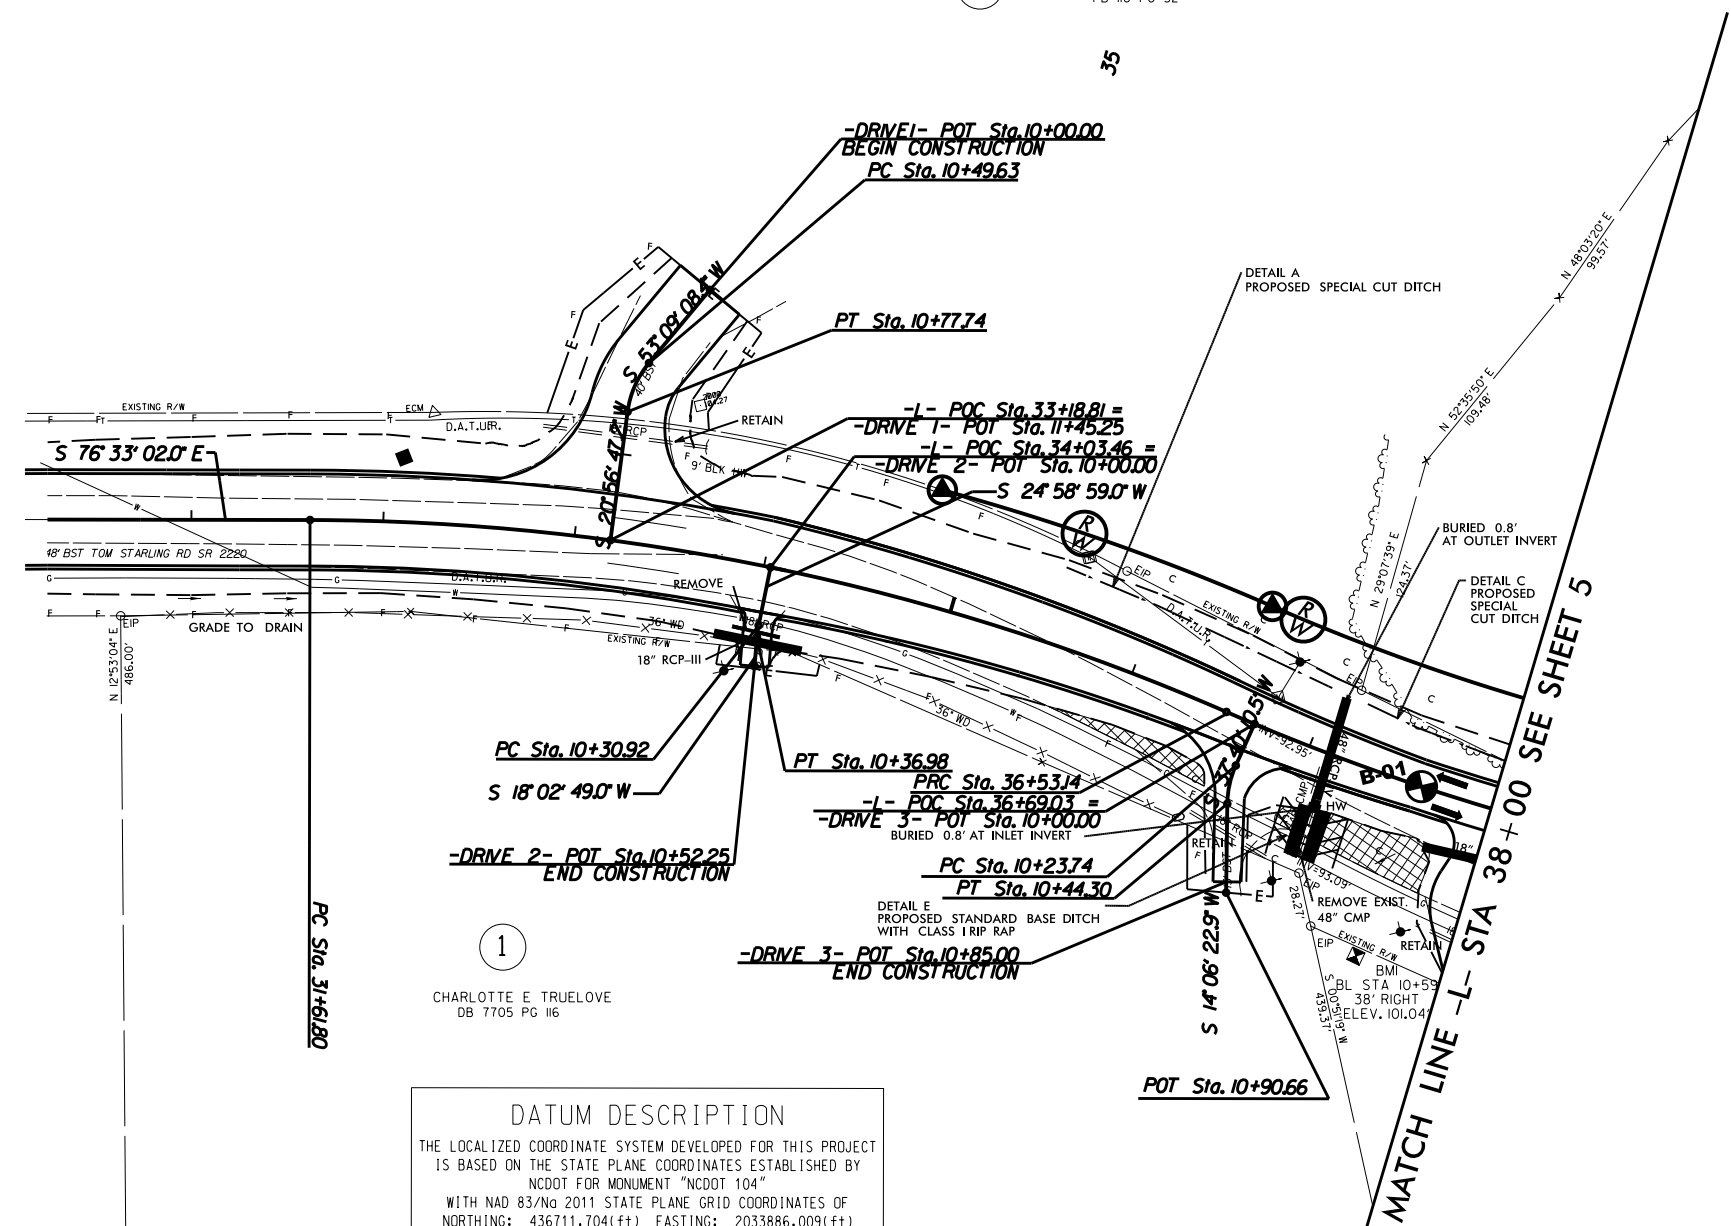 35
-DRIVE1- POT Sta. 10+00.00
BEGIN CONSTRUCTION
PC Sta. 10+49.63
N 48°03'20" E
99.57'
DETAIL A
PROPOSED SPECIAL CUT DITCH
S 53° 09' 08.4" W
PT Sta. 10+77.74
N 52°35'50" E
109.48'
EXISTING R/W
ECM
D.A.T.U.R.
RETAIN
-L- POC Sta. 33+18.81 =
-DRIVE 1- POT Sta. 11+45.25
-L- POC Sta. 34+03.46 =
-DRIVE 2- POT Sta. 10+00.00
S 24° 58' 59.0" W
S 76° 33' 02.0" E
S 20° 56' 47.2" W
9' BLK HW
R
W
BURIED 0.8'
AT OUTLET INVERT
N 29°07'39" E
124.37'
48' BST TOM STARLING RD SR 2220
D.A.T.U.R.
REMOVE
EIP
EXISTING R/W
D.A.T.U.R.
R
W
DETAIL C
PROPOSED
SPECIAL
CUT DITCH
EIP
GRADE TO DRAIN
36" WD
EXISTING R/W
18" RCP-III
N 12°53'04" E
486.00'
36" WD
EIP
PC Sta. 10+30.92
PT Sta. 10+36.98
S 18° 02' 49.0" W
PRC Sta. 36+53.14
-L- POC Sta. 36+69.03 =
-DRIVE 3- POT Sta. 10+00.00
BURIED 0.8' AT INLET INVERT
INV=92.95'
B-01
HW
RETAIN
18"
-DRIVE 2- POT Sta. 10+52.25
END CONSTRUCTION
PC Sta. 10+23.74
PT Sta. 10+44.30
INV=93.09'
EIP
28.27'
REMOVE EXIST.
48" CMP
DETAIL E
PROPOSED STANDARD BASE DITCH
WITH CLASS I RIP RAP
PC Sta. 31+61.80
-DRIVE 3- POT Sta. 10+85.00
END CONSTRUCTION
S 14° 06' 22.9" W
EIP
EXISTING R/W
RETAIN
1
CHARLOTTE E TRUELOVE
DB 7705 PG 116
BM1
BL STA 10+59
38' RIGHT
ELEV. 101.04'
S 00°51'19" W
439.37'
POT Sta. 10+90.66
MATCH LINE -L- STA 38+00 SEE SHEET 5
DATUM DESCRIPTION
THE LOCALIZED COORDINATE SYSTEM DEVELOPED FOR THIS PROJECT
IS BASED ON THE STATE PLANE COORDINATES ESTABLISHED BY
NCDOT FOR MONUMENT "NCDOT 104"
WITH NAD 83/Na 2011 STATE PLANE GRID COORDINATES OF
NORTHING: 436711.704(ft) EASTING: 2033886.009(ft)